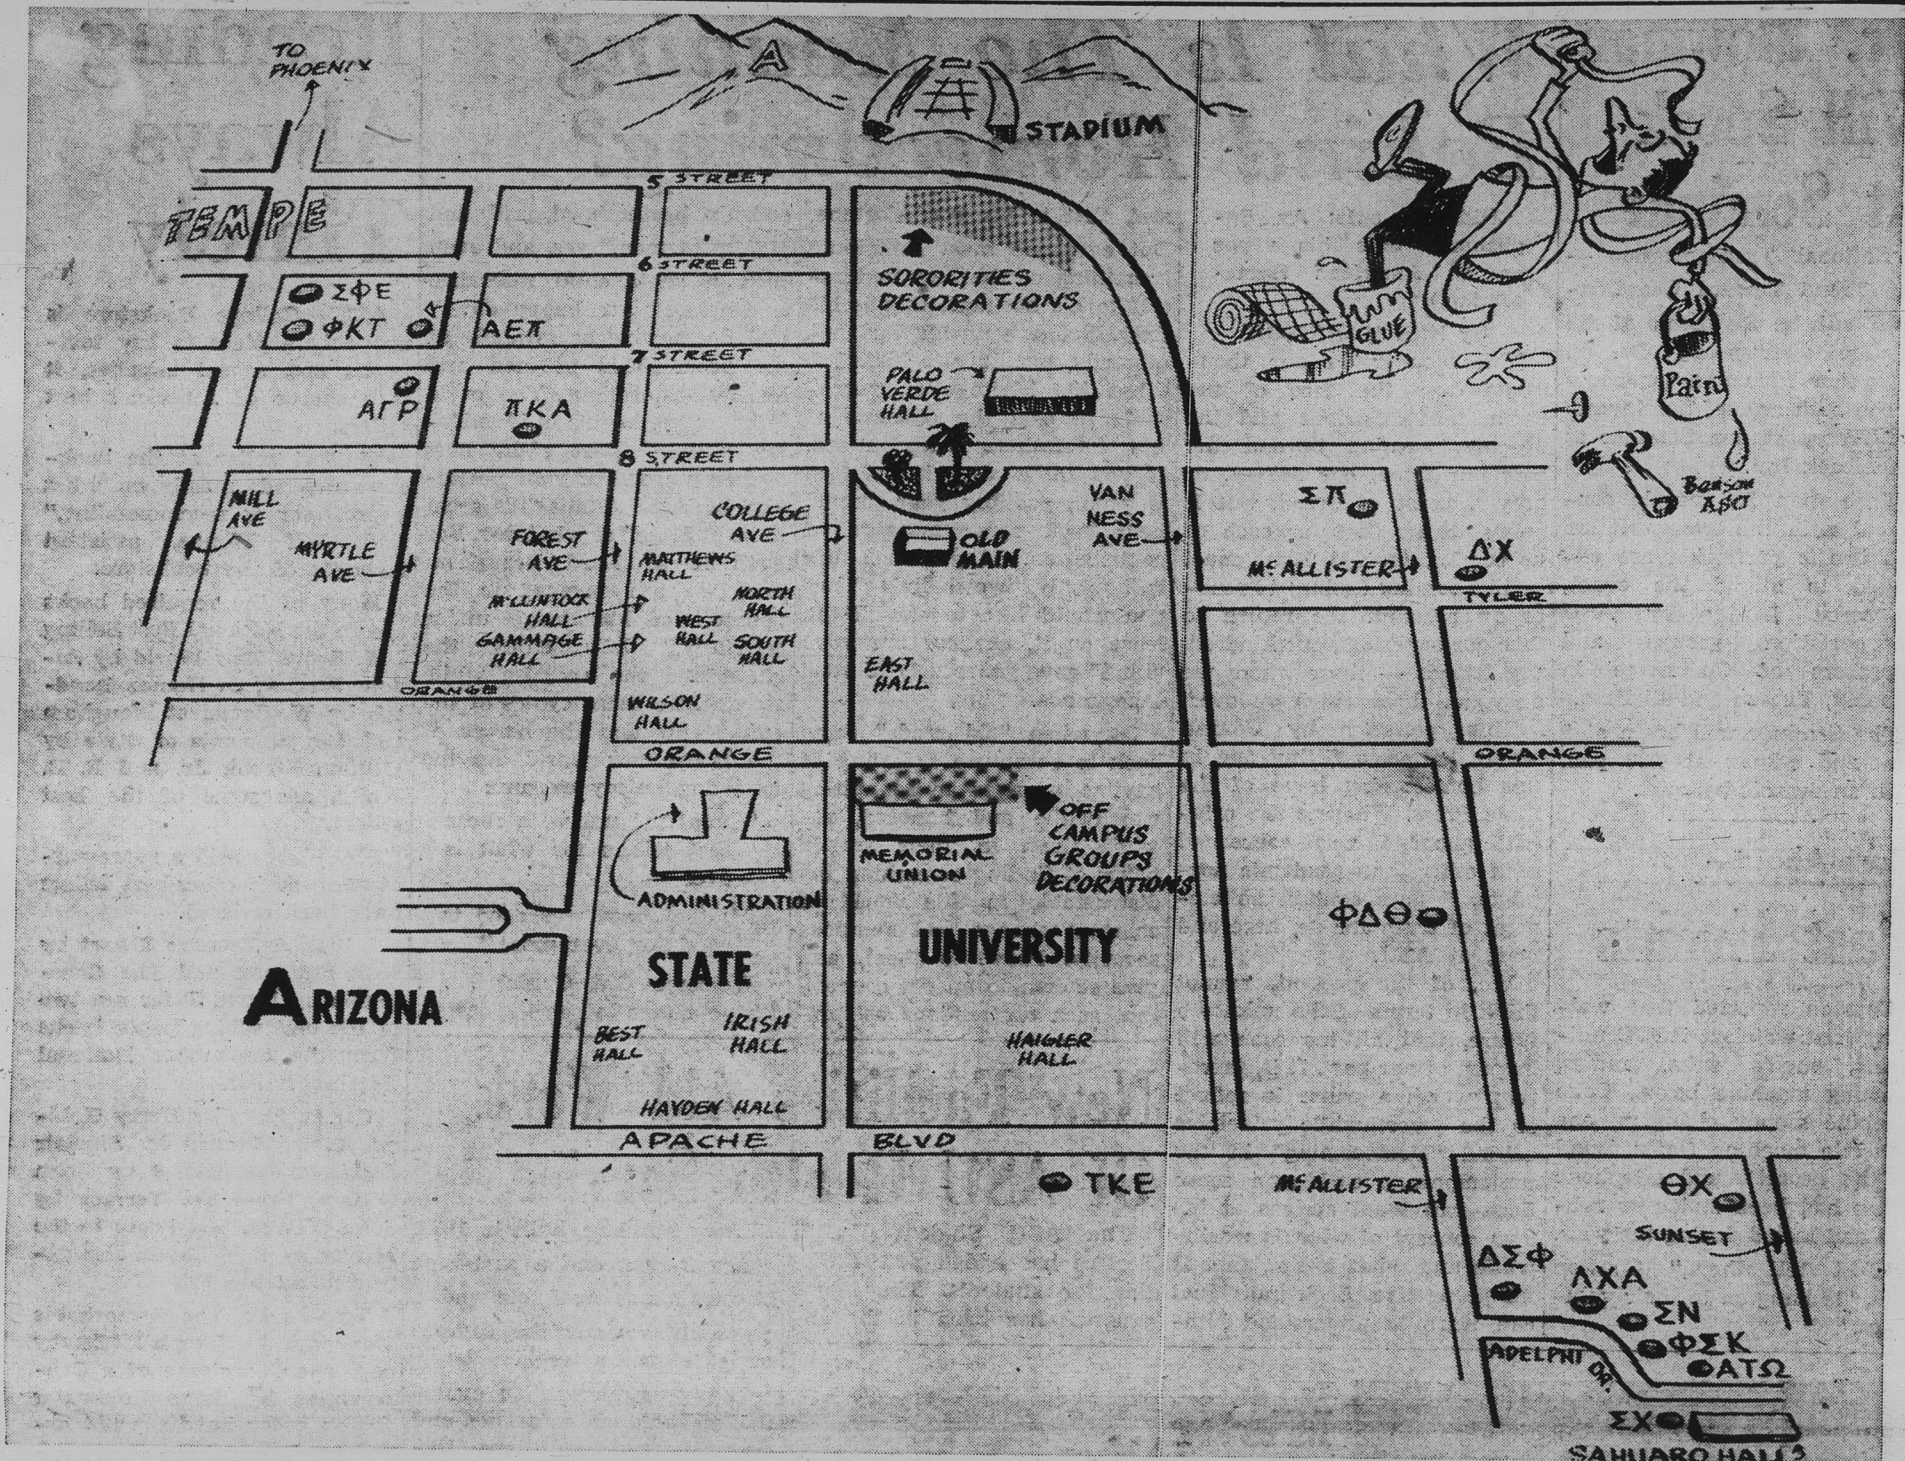 TO
PHOENIX
A
STADIUM
5 STREET
TEMPE
6 STREET
SORORITIES
DECORATIONS
ΣΦΕ
ΦΚΤ
ΑΕΠ
GLUE
7 STREET
PALO
VERDE
HALL
Paint
ΑΓΡ
ΠΚΑ
8 STREET
MILL
AVE
COLLEGE
AVE
VAN
NESS
AVE
ΣΠ
MYRTLE
AVE
FOREST
AVE
MATTHEWS
HALL
OLD
MAIN
McALLISTER
ΔΧ
TYLER
McCLINTOCK
HALL
NORTH
HALL
WEST
HALL
GAMMAGE
HALL
SOUTH
HALL
EAST
HALL
ORANGE
WILSON
HALL
ORANGE
ORANGE
OFF
CAMPUS
GROUPS
DECORATIONS
MEMORIAL
UNION
ADMINISTRATION
ΦΔΘ
ARIZONA
STATE
UNIVERSITY
BEST
HALL
IRISH
HALL
HAIGLER
HALL
HAYDEN HALL
APACHE BLVD
ΤΚΕ
McALLISTER
ΘΧ
SUNSET
ΔΣΦ
ΛΧΑ
ΣΝ
ΦΣΚ
ΑΤΩ
ADELPHI DR.
ΣΧ
SAHUARO HALL